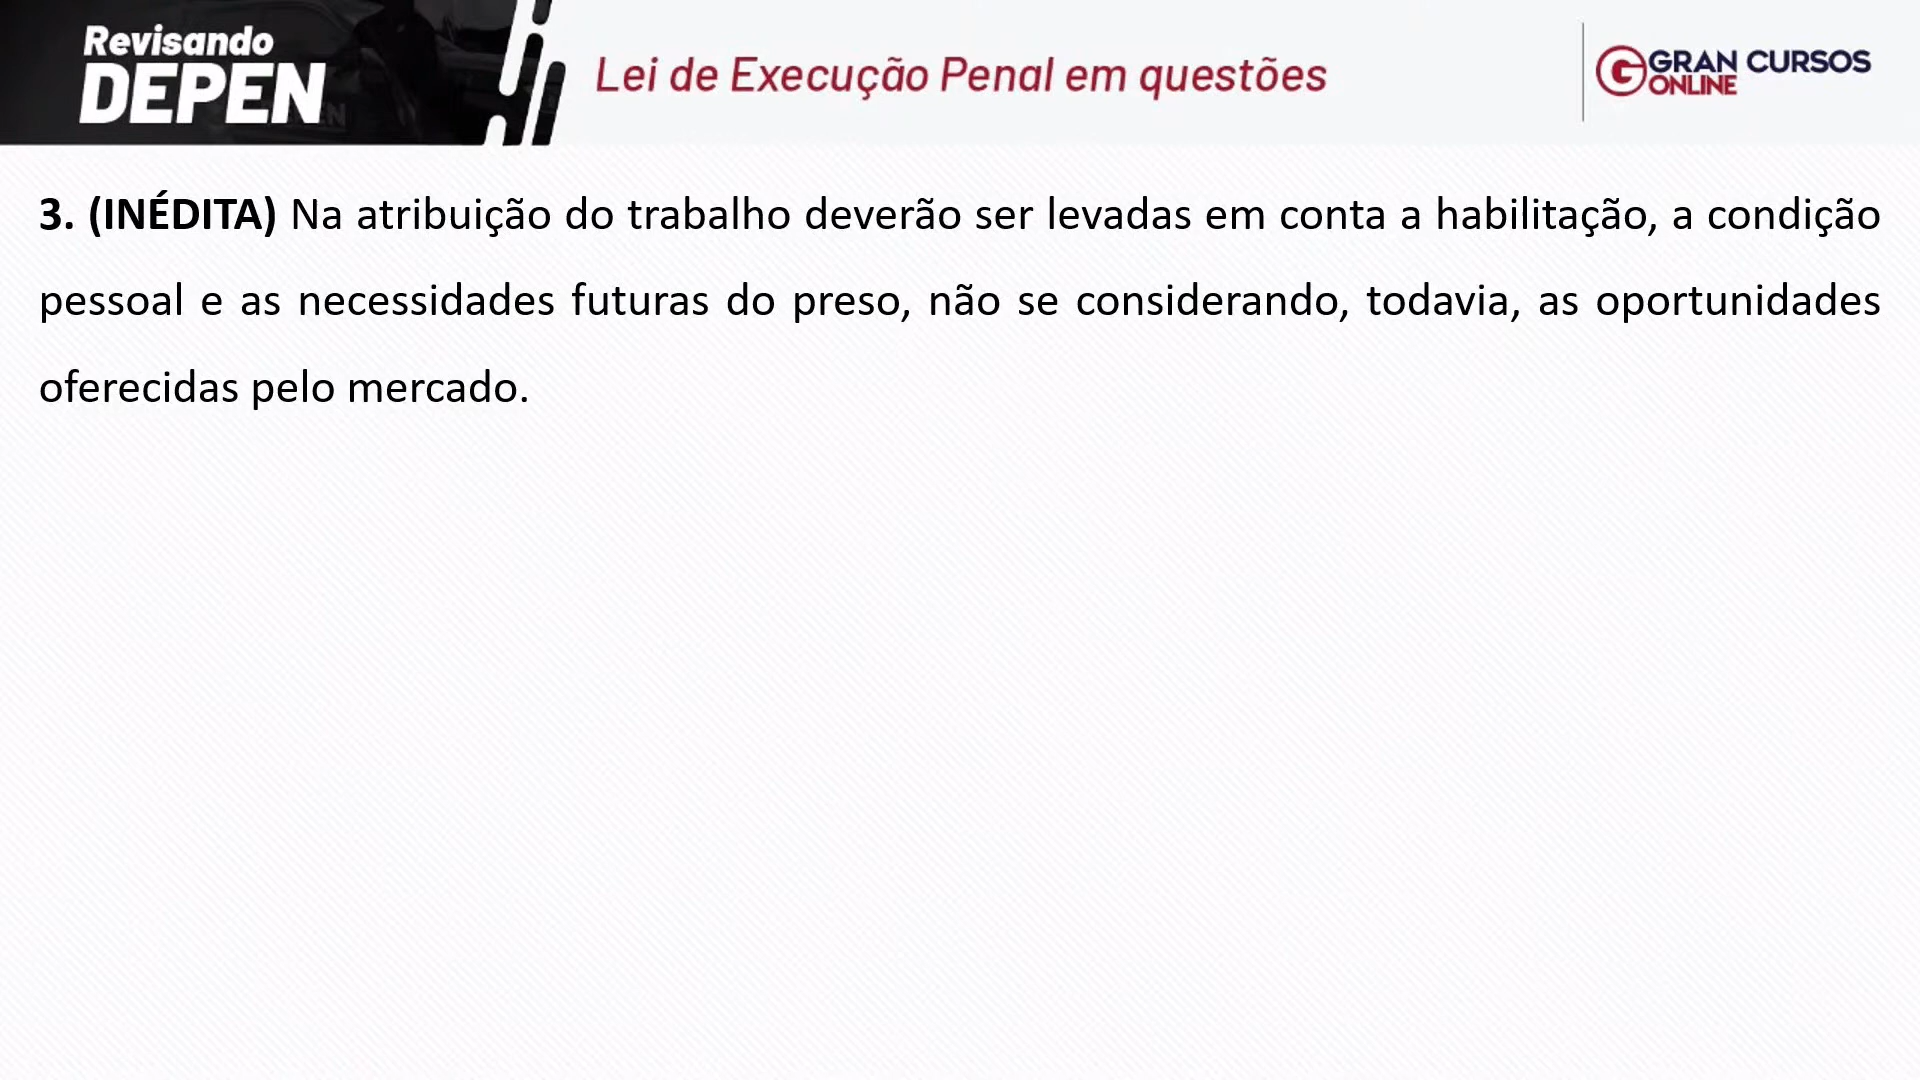 Revisando
DEPEN
Lei de Execução Penal em questões
GRAN CURSOS
ONLINE
3. (INÉDITA) Na atribuição do trabalho deverão ser levadas em conta a habilitação, a condição
pessoal e as necessidades futuras do preso, não se considerando, todavia, as oportunidades
oferecidas pelo mercado.